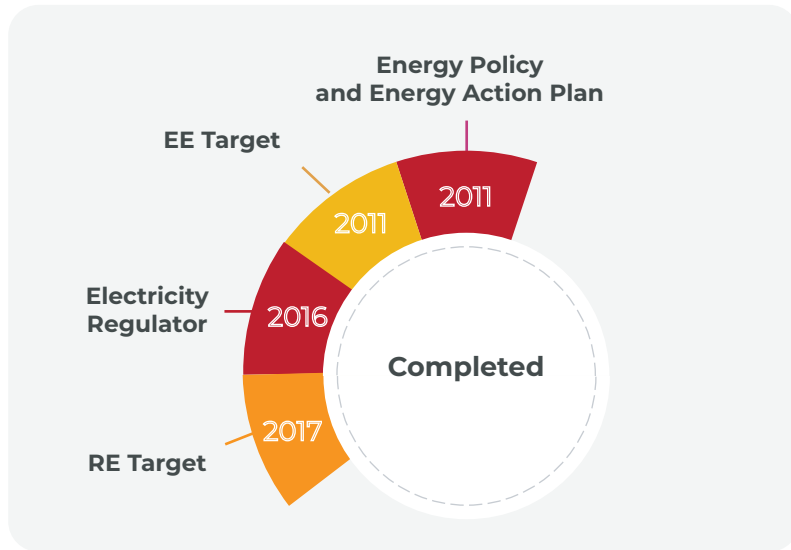 Energy Policy
and Energy Action Plan
EE Target
2011
2011
Electricity
Regulator
2016
Completed
2017
RE Target